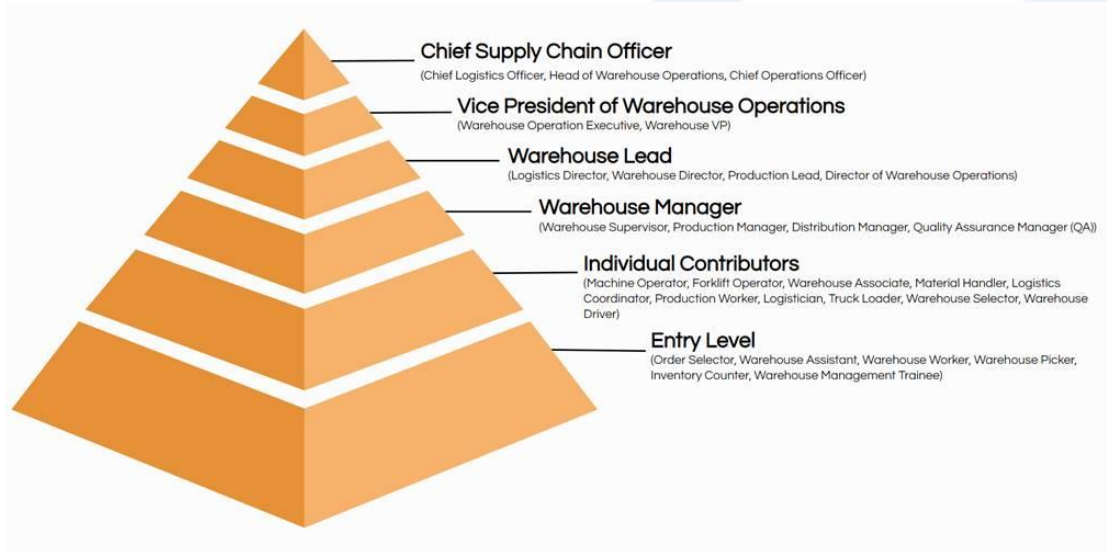 Chief Supply Chain Officer
(Chief Logistics Officer, Head of Warehouse Operations, Chief Operations Officer)
Vice President of Warehouse Operations
(Warehouse Operation Executive, Warehouse VP)
Warehouse Lead
(Logistics Director, Warehouse Director, Production Lead, Director of Warehouse Operations)
Warehouse Manager
(Warehouse Supervisor, Production Manager, Distribution Manager, Quality Assurance Manager (QA))
Individual Contributors
(Machine Operator, Forklift Operator, Warehouse Associate, Material Handler, Logistics
Coordinator, Production Worker, Logistician, Truck Loader, Warehouse Selector, Warehouse
Driver)
Entry Level
(Order Selector, Warehouse Assistant, Warehouse Worker, Warehouse Picker,
Inventory Counter, Warehouse Management Trainee)